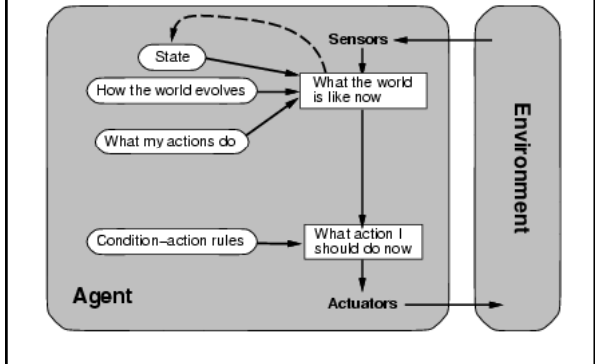 Sensors
State
What the world
is like now
How the world evolves
What my actions do
Environment
What action I
should do now
Condition–action rules
Agent
Actuators